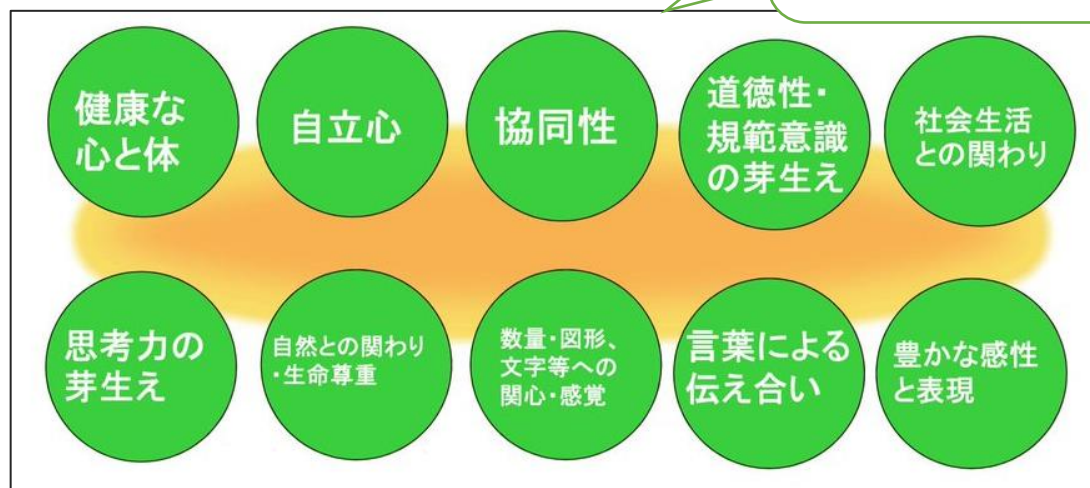 健康な
心と体
自立心
協同性
道徳性・
規範意識
の芽生え
社会生活
との関わり
思考力の
芽生え
自然との関わり
・生命尊重
数量・図形、
文字等への
関心・感覚
言葉による
伝え合い
豊かな感性
と表現